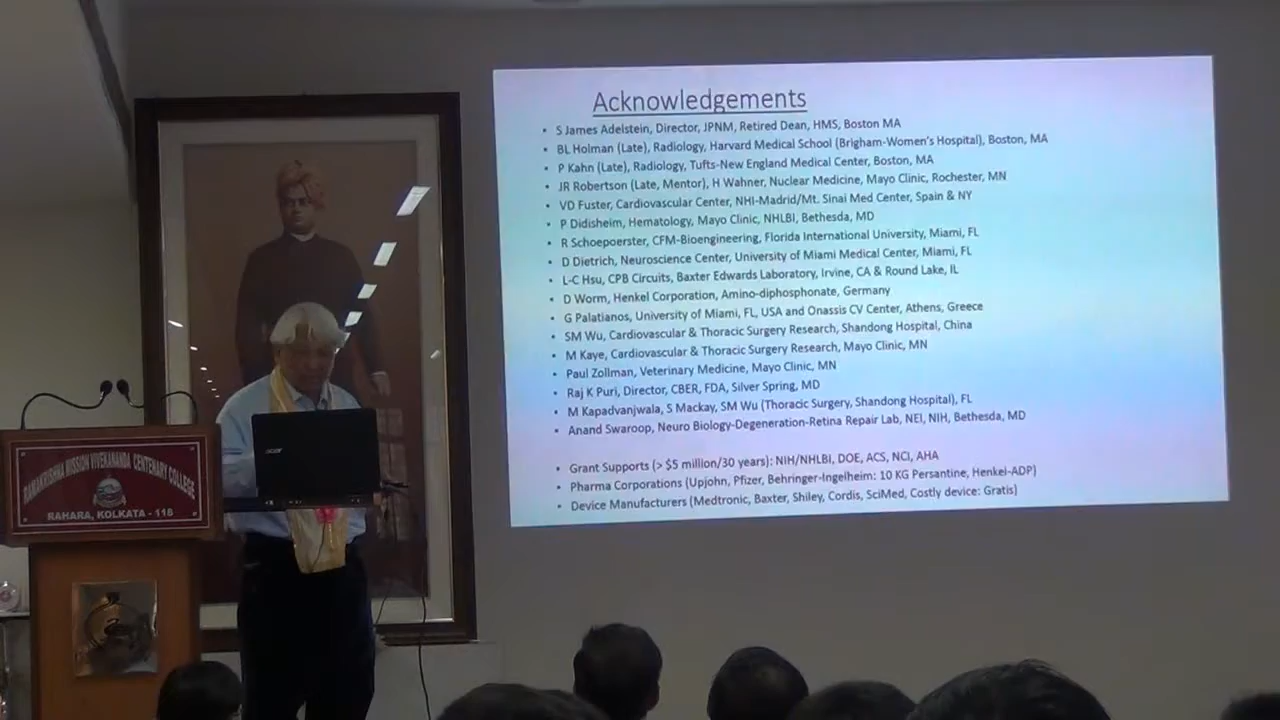 Acknowledgements
• S James Adelstein, Director, JPNM, Retired Dean, HMS, Boston MA
• BL Holman (Late), Radiology, Harvard Medical School (Brigham-Women's Hospital), Boston, MA
• P Kahn (Late), Radiology, Tufts-New England Medical Center, Boston, MA
• JR Robertson (Late, Mentor), H Wahner, Nuclear Medicine, Mayo Clinic, Rochester, MN
• VD Fuster, Cardiovascular Center, NHI-Madrid/Mt. Sinai Med Center, Spain & NY
• P Didisheim, Hematology, Mayo Clinic, NHLBI, Bethesda, MD
• R Schoepoerster, CFM-Bioengineering, Florida International University, Miami, FL
• D Dietrich, Neuroscience Center, University of Miami Medical Center, Miami, FL
• L-C Hsu, CPB Circuits, Baxter Edwards Laboratory, Irvine, CA & Round Lake, IL
• D Worm, Henkel Corporation, Amino-diphosphonate, Germany
• G Palatianos, University of Miami, FL, USA and Onassis CV Center, Athens, Greece
• SM Wu, Cardiovascular & Thoracic Surgery Research, Shandong Hospital, China
• M Kaye, Cardiovascular & Thoracic Surgery Research, Mayo Clinic, MN
• Paul Zollman, Veterinary Medicine, Mayo Clinic, MN
• Raj K Puri, Director, CBER, FDA, Silver Spring, MD
• M Kapadvanjwala, S Mackay, SM Wu (Thoracic Surgery, Shandong Hospital), FL
• Anand Swaroop, Neuro Biology-Degeneration-Retina Repair Lab, NEI, NIH, Bethesda, MD
• Grant Supports (> $5 million/30 years): NIH/NHLBI, DOE, ACS, NCI, AHA
• Pharma Corporations (Upjohn, Pfizer, Behringer-Ingelheim: 10 KG Persantine, Henkel-ADP)
• Device Manufacturers (Medtronic, Baxter, Shiley, Cordis, SciMed, Costly device: Gratis)
acer
RAMAKRISHNA MISSION VIVEKANANDA CENTENARY COLLEGE
RAHARA, KOLKATA - 118